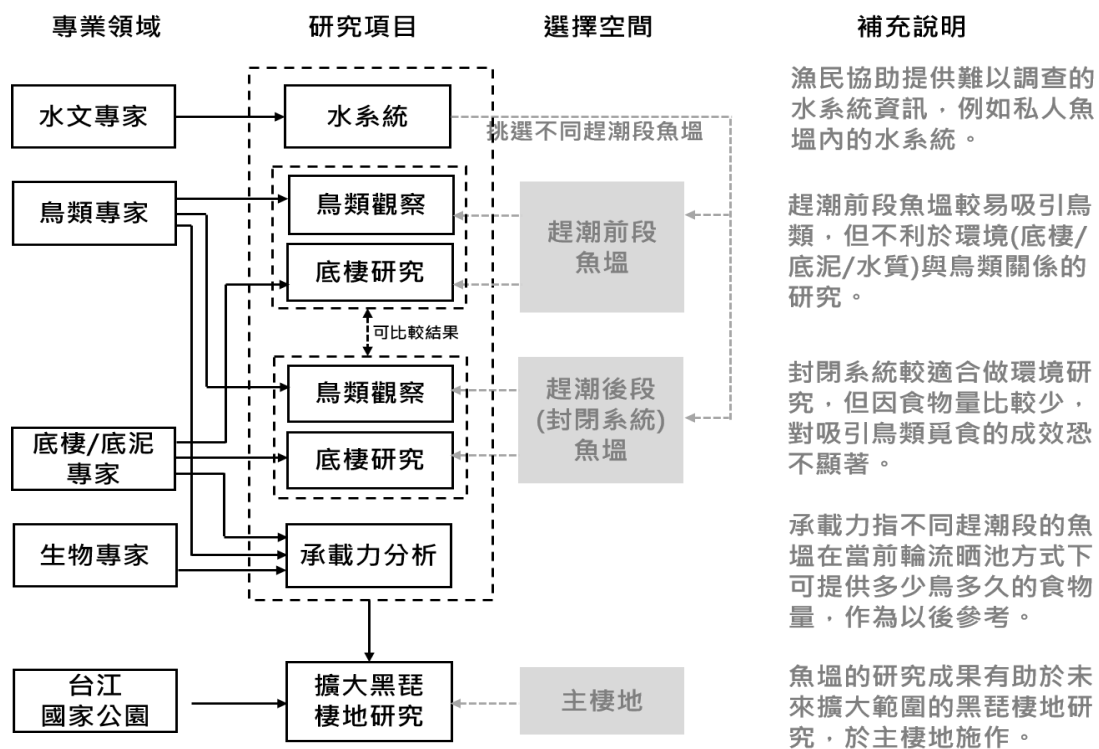 專業領域
研究項目
選擇空間
補充說明
水文專家
水系統
挑選不同趕潮段魚塭
漁民協助提供難以調查的
水系統資訊，例如私人魚
塭內的水系統。
鳥類專家
鳥類觀察
底棲研究
趕潮前段
魚塭
趕潮前段魚塭較易吸引鳥
類，但不利於環境(底棲/
底泥/水質)與鳥類關係的
研究。
可比較結果
鳥類觀察
底棲研究
趕潮後段
(封閉系統)
魚塭
封閉系統較適合做環境研
究，但因食物量比較少，
對吸引鳥類覓食的成效恐
不顯著。
底棲/底泥
專家
生物專家
承載力分析
承載力指不同趕潮段的魚
塭在當前輪流晒池方式下
可提供多少鳥多久的食物
量，作為以後參考。
台江
國家公園
擴大黑琵
棲地研究
主棲地
魚塭的研究成果有助於未
來擴大範圍的黑琵棲地研
究，於主棲地施作。